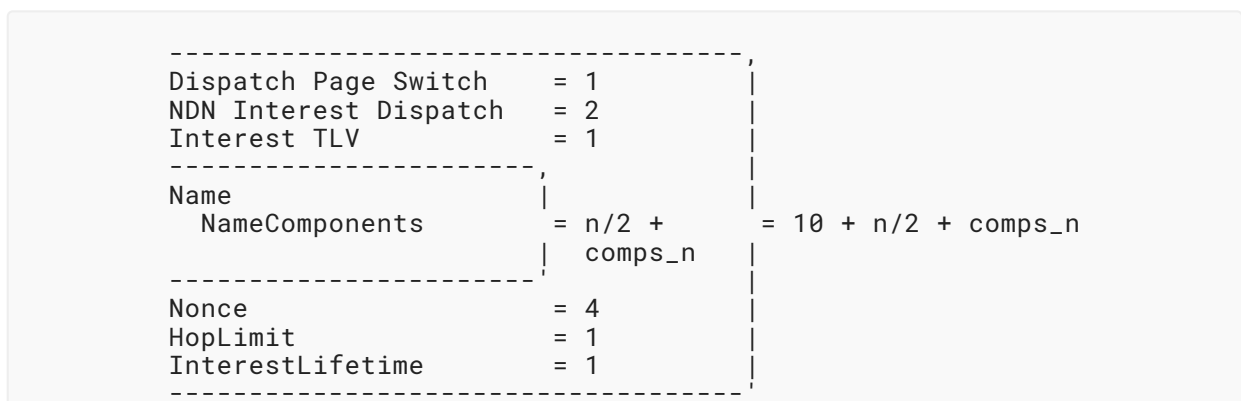 ------------------------------------,
Dispatch Page Switch    = 1         |
NDN Interest Dispatch   = 2         |
Interest TLV            = 1         |
-----------------------,            |
Name                   |            |
  NameComponents       = n/2 +      = 10 + n/2 + comps_n
                       |  comps_n   |
-----------------------'            |
Nonce                   = 4         |
HopLimit                = 1         |
InterestLifetime        = 1         |
------------------------------------'